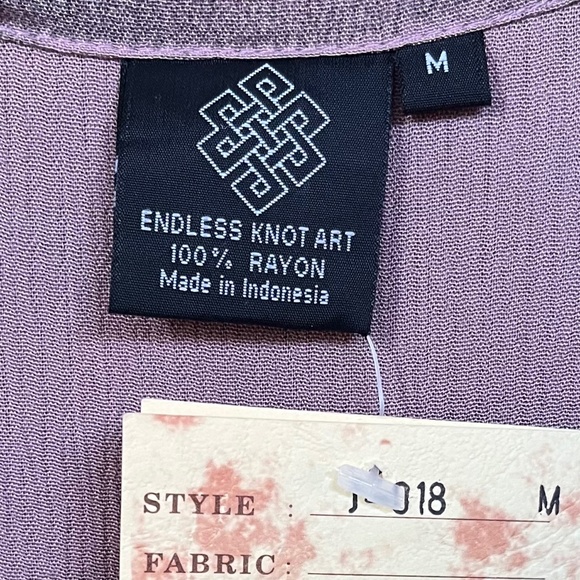 M
ENDLESS KNOT ART
100% RAYON
Made in Indonesia
STYLE : 018 M
FABRIC :